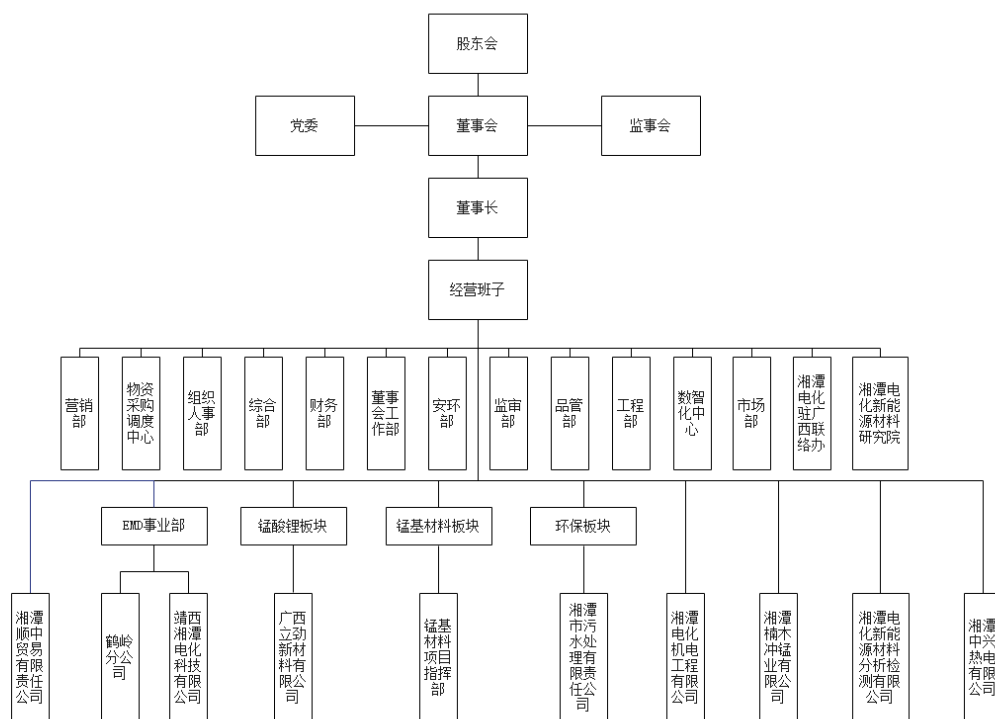 股东会
党委
董事会
监事会
董事长
经营班子
营销
部
物资
采购
调度
中心
组织
人事
部
综合
部
财务
部
董事
会工
作部
安环
部
监审
部
品管
部
工程
部
数智
化中
心
市场
部
湘潭
电化
驻广
西联
络办
湘潭电
化新能
源材料
研究院
EMD事业部
锰酸锂板块
锰基材料板块
环保板块
湘潭
顺中
贸易
有限
责任
公司
鹤岭
分公
司
靖西
湘潭
电化
科技
有限
公司
广西
立劲
新材
料有
限公
司
锰基
材料
项目
指挥
部
湘潭
市污
水处
理有
限责
任公
司
湘潭
电化
机电
工程
有限
公司
湘潭
楠木
冲锰
业有
限公
司
湘潭电
化新能
源材料
分析检
测有限
公司
湘潭
中兴
热电
有限
公司